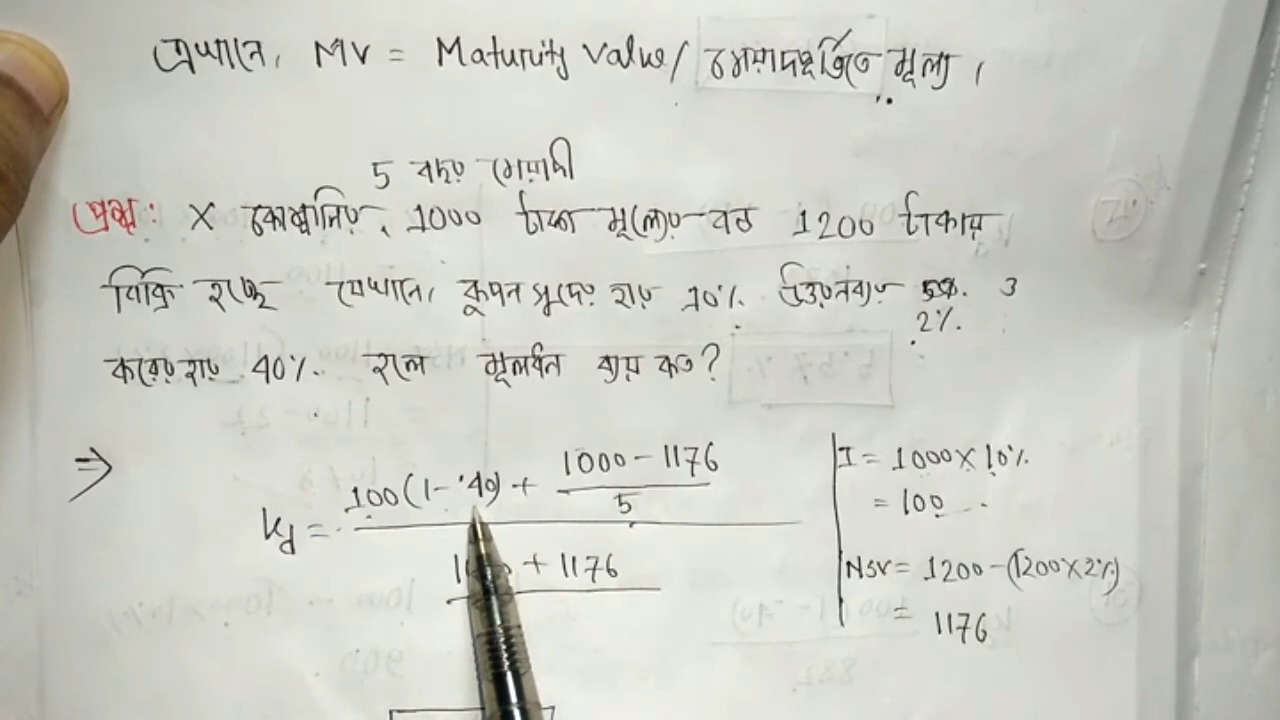 এখানে, MV = Maturity Value/ মেয়াদপূর্তিতে মূল্য ।
5 বছর মেয়াদী
প্রশ্ন: X কোম্পানির 1000 টাকা মূল্যের বন্ড 1200 টাকায়
বিক্রি হচ্ছে যেখানে, কুপন সুদের হার 10%. উত্তরনব্যয় 3
2%.
করের হার 40%. হলে মূলধন ব্যয় কত?
⇒ Kd = 100(1-.40) + 1000-1176
5
+ 1176
I = 1000 × 10%
= 100
NSV = 1200-(1200×2%)
= 1176